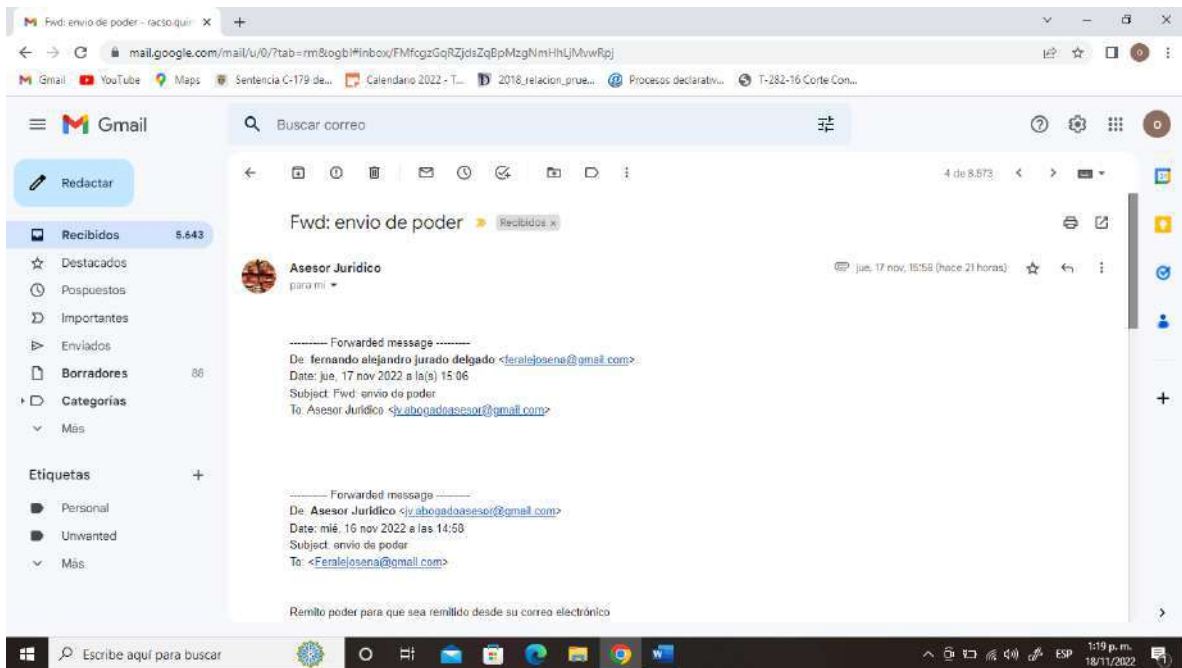 Fwd: envio de poder - racso.quir
mail.google.com/mail/u/0/?tab=rm&ogbl#inbox/FMfcgzGqRZjdsZqBpMzgNmHhLjMvwRpj
Gmail YouTube Maps Sentencia C-179 de... Calendario 2022 - T... 2018_relacion_prue... Procesos declarativ... T-282-16 Corte Con...
Gmail
Buscar correo
Redactar
4 de 8.573
Recibidos 5.643
Destacados
Pospuestos
Importantes
Enviados
Borradores 88
Categorías
Más
Etiquetas
Personal
Unwanted
Más
Fwd: envio de poder Recibidos x
Asesor Juridico
jue, 17 nov, 15:58 (hace 21 horas)
para mí
---------- Forwarded message ---------
De: fernando alejandro jurado delgado <feralejosena@gmail.com>
Date: jue, 17 nov 2022 a la(s) 15:06
Subject: Fwd: envio de poder
To: Asesor Juridico <jv.abogadoasesor@gmail.com>
---------- Forwarded message ---------
De: Asesor Juridico <jv.abogadoasesor@gmail.com>
Date: mié, 16 nov 2022 a las 14:58
Subject: envio de poder
To: <Feralejosena@gmail.com>
Remito poder para que sea remitido desde su correo electrónico
Escribe aquí para buscar
ESP
1:19 p. m.
18/11/2022